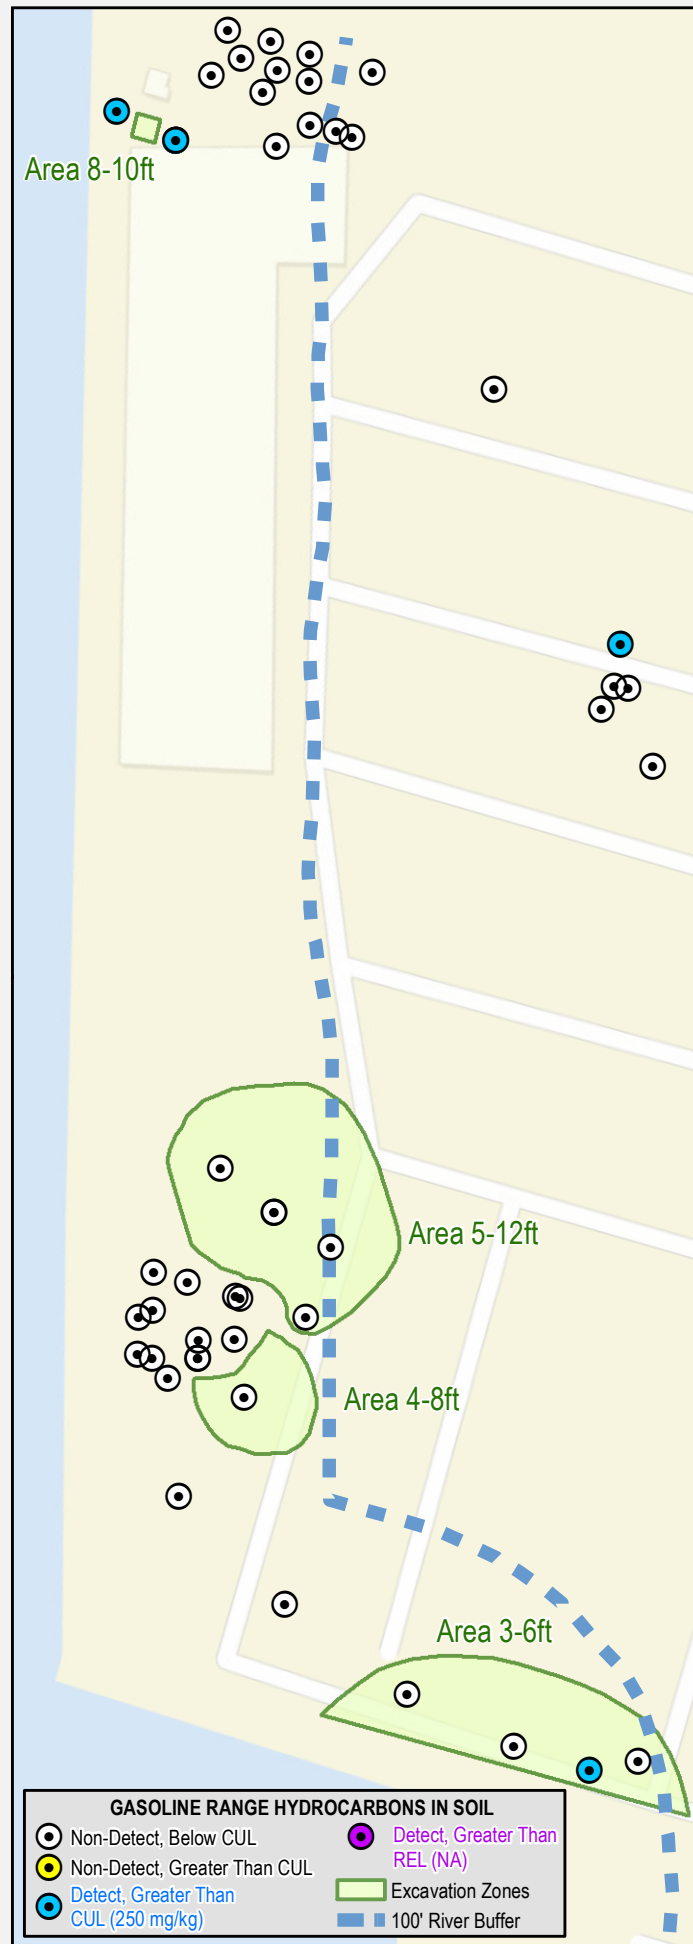 Area 8-10ft
Area 5-12ft
Area 4-8ft
Area 3-6ft
GASOLINE RANGE HYDROCARBONS IN SOIL
Non-Detect, Below CUL
Non-Detect, Greater Than CUL
Detect, Greater Than
CUL (250 mg/kg)
Detect, Greater Than
REL (NA)
Excavation Zones
100' River Buffer